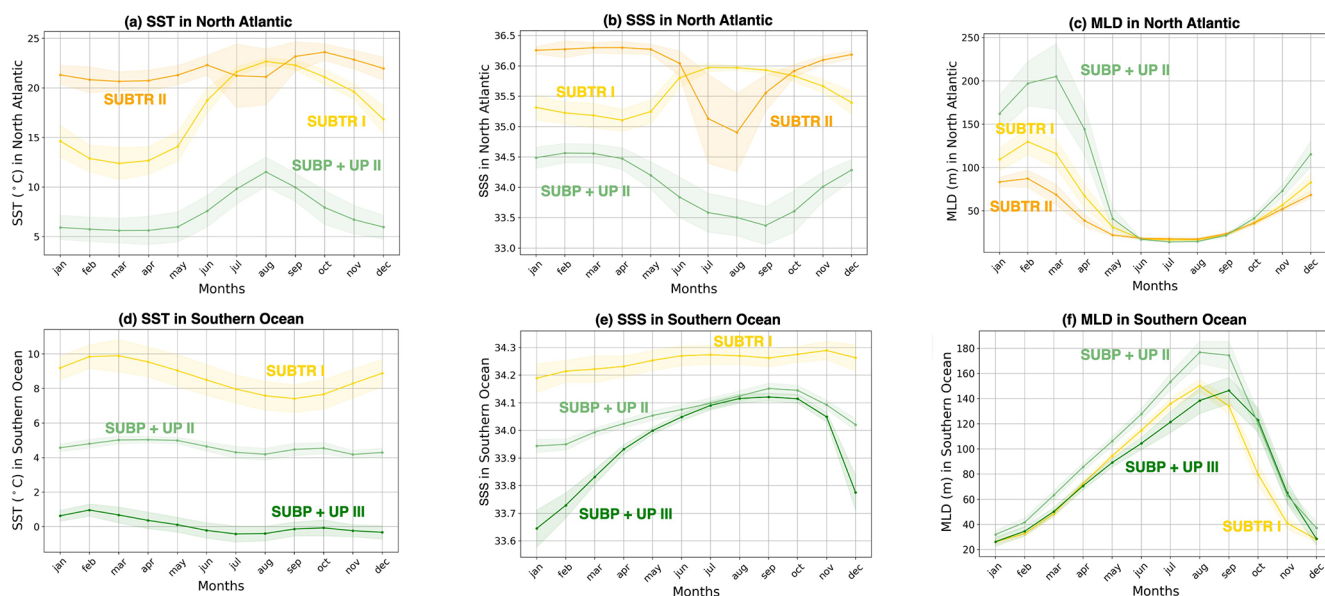 (a) SST in North Atlantic
25
20
15
10
5
SST (°C) in North Atlantic
SUBTR II
SUBTR I
SUBP + UP II
jan feb mar apr may jun jul aug sep oct nov dec
Months
(b) SSS in North Atlantic
36.5
36.0
35.5
35.0
34.5
34.0
33.5
33.0
SSS in North Atlantic
SUBTR I
SUBTR II
SUBP + UP II
jan feb mar apr may jun jul aug sep oct nov dec
Months
(c) MLD in North Atlantic
250
200
150
100
50
MLD (m) in North Atlantic
SUBP + UP II
SUBTR I
SUBTR II
jan feb mar apr may jun jul aug sep oct nov dec
Months
(d) SST in Southern Ocean
10
8
6
4
2
0
SST (°C) in Southern Ocean
SUBTR I
SUBP + UP II
SUBP + UP III
jan feb mar apr may jun jul aug sep oct nov dec
Months
(e) SSS in Southern Ocean
34.3
34.2
34.1
34.0
33.9
33.8
33.7
33.6
SSS in Southern Ocean
SUBTR I
SUBP + UP II
SUBP + UP III
jan feb mar apr may jun jul aug sep oct nov dec
Months
(f) MLD in Southern Ocean
180
160
140
120
100
80
60
40
20
MLD (m) in Southern Ocean
SUBP + UP II
SUBP + UP III
SUBTR I
jan feb mar apr may jun jul aug sep oct nov dec
Months